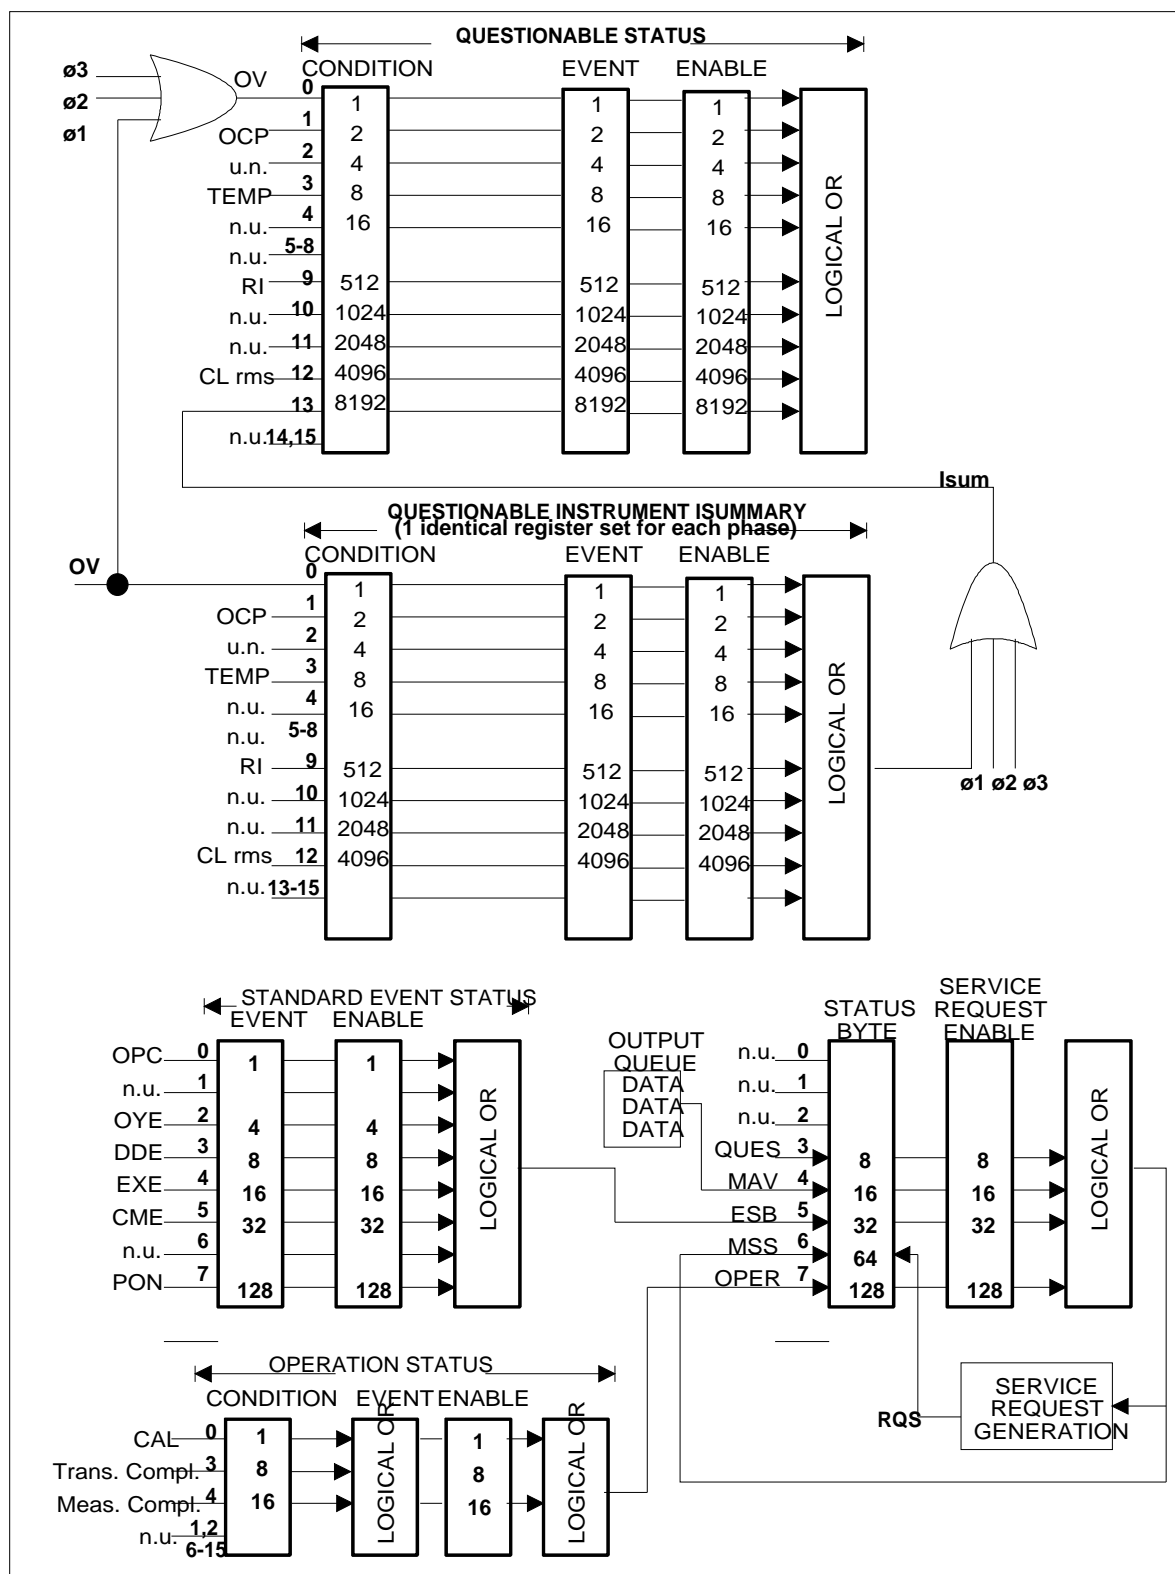 QUESTIONABLE STATUS
CONDITION EVENT ENABLE
ø3
ø2
ø1
OV 0 1 1 1
OCP 1 2 2 2
u.n. 2 4 4 4
TEMP 3 8 8 8
n.u. 4 16 16 16
n.u. 5-8
RI 9 512 512 512
n.u. 10 1024 1024 1024
n.u. 11 2048 2048 2048
CL rms 12 4096 4096 4096
13 8192 8192 8192
n.u. 14,15
LOGICAL OR
Isum
QUESTIONABLE INSTRUMENT ISUMMARY
(1 identical register set for each phase)
CONDITION EVENT ENABLE
OV 0 1 1 1
OCP 1 2 2 2
u.n. 2 4 4 4
TEMP 3 8 8 8
n.u. 4 16 16 16
n.u. 5-8
RI 9 512 512 512
n.u. 10 1024 1024 1024
n.u. 11 2048 2048 2048
CL rms 12 4096 4096 4096
n.u. 13-15
LOGICAL OR
ø1 ø2 ø3
STANDARD EVENT STATUS
EVENT ENABLE
OPC 0 1 1
n.u. 1
OYE 2 4 4
DDE 3 8 8
EXE 4 16 16
CME 5 32 32
n.u. 6
PON 7 128 128
LOGICAL OR
OUTPUT
QUEUE
DATA
DATA
DATA
STATUS
BYTE
SERVICE
REQUEST
ENABLE
n.u. 0
n.u. 1
n.u. 2
QUES 3 8 8
MAV 4 16 16
ESB 5 32 32
MSS 6 64
OPER 7 128 128
LOGICAL OR
OPERATION STATUS
CONDITION EVENT ENABLE
CAL 0 1 1
Trans. Compl. 3 8 8
Meas. Compl. 4 16 16
n.u. 1,2
6-15
LOGICAL OR
LOGICAL OR
RQS
SERVICE
REQUEST
GENERATION